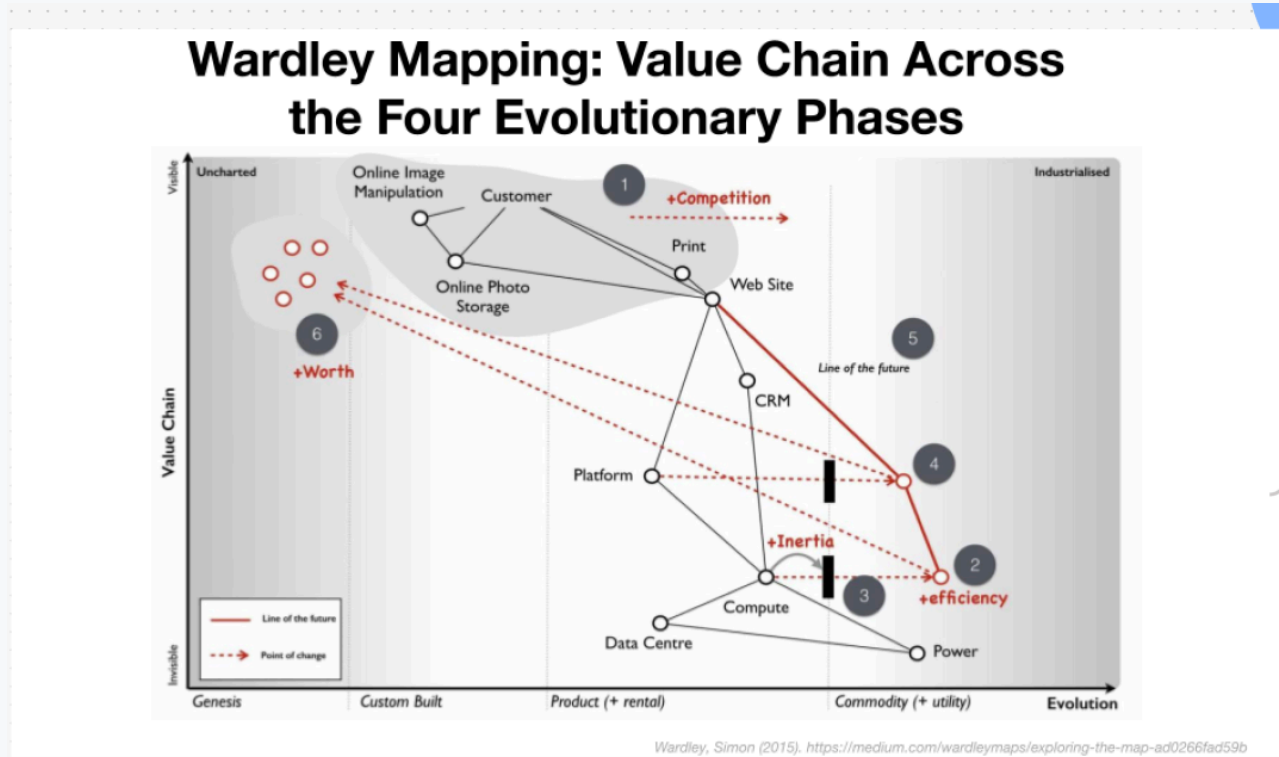 Wardley Mapping: Value Chain Across
the Four Evolutionary Phases
Visible
Uncharted
Online Image
Manipulation
Customer
1
+Competition
Industrialised
Print
Web Site
Online Photo
Storage
6
+Worth
5
Line of the future
CRM
Value Chain
Platform
4
+Inertia
2
3
+efficiency
Compute
Data Centre
Power
Line of the future
Point of change
Invisible
Genesis
Custom Built
Product (+ rental)
Commodity (+ utility)
Evolution
Wardley, Simon (2015). https://medium.com/wardleymaps/exploring-the-map-ad0266fad59b